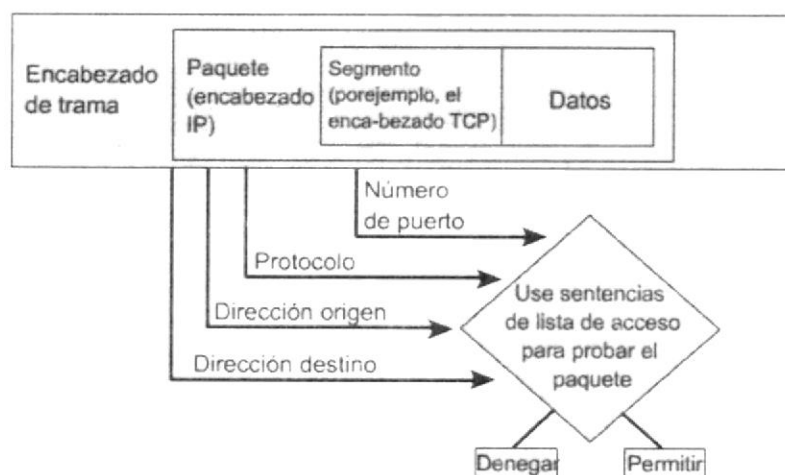 Encabezado
de trama
Paquete
(encabezado
IP)
Segmento
(porejemplo, el
enca-bezado TCP)
Datos
Número
de puerto
Protocolo
Dirección origen
Dirección destino
Use sentencias
de lista de acceso
para probar el
paquete
Denegar
Permitir